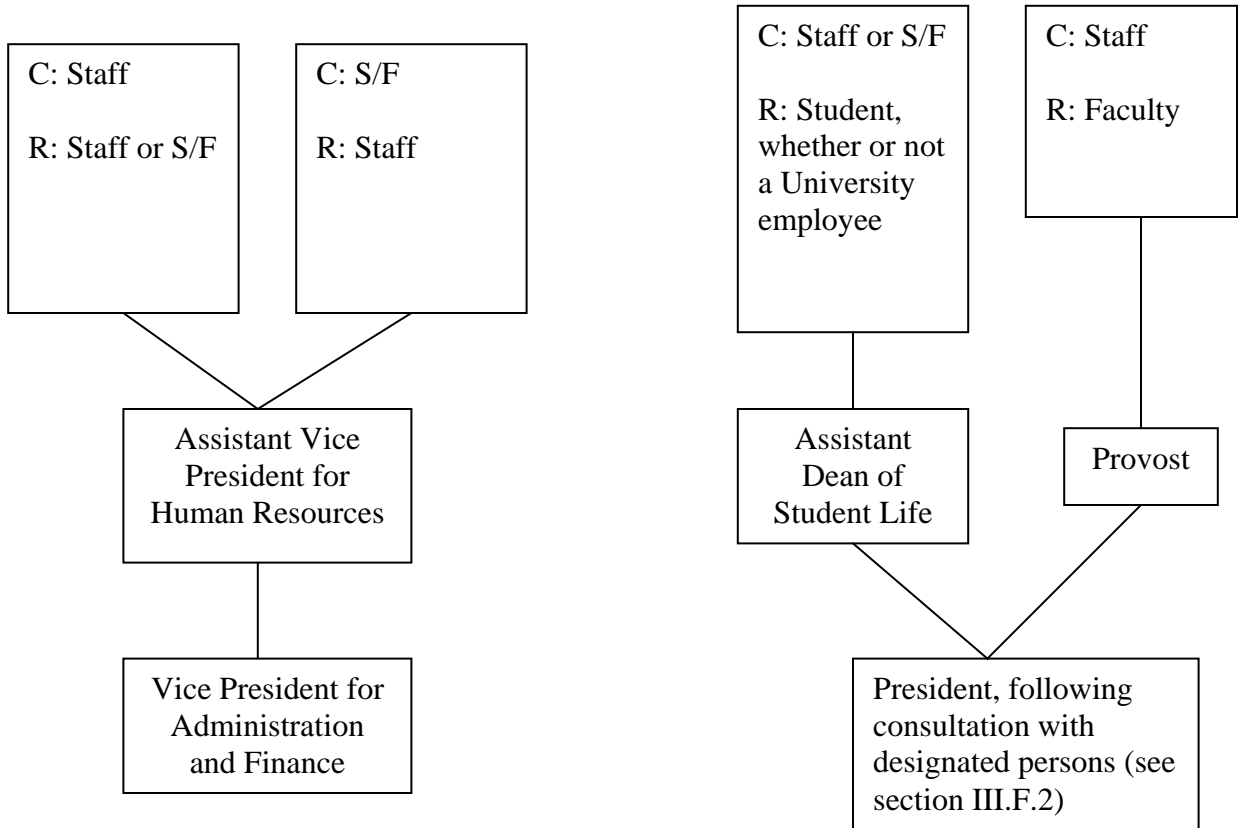 C: Staff
R: Staff or S/F
C: S/F
R: Staff
C: Staff or S/F
R: Student,
whether or not
a University
employee
C: Staff
R: Faculty
Assistant Vice
President for
Human Resources
Assistant
Dean of
Student Life
Provost
Vice President for
Administration
and Finance
President, following
consultation with
designated persons (see
section III.F.2)